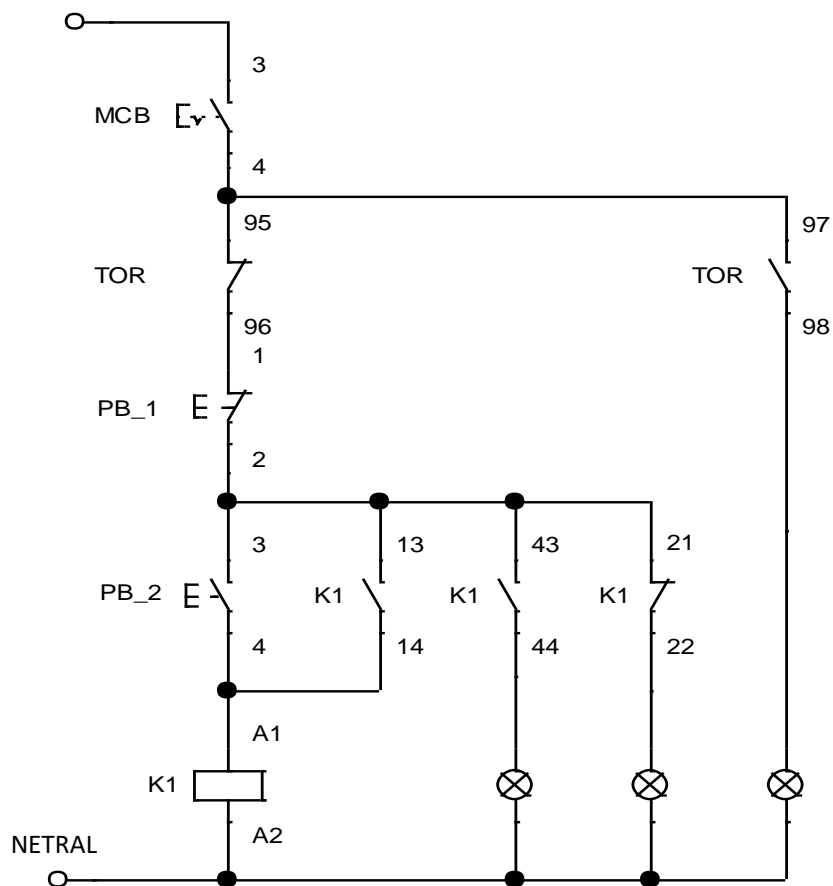 3
MCB
4
95 97
TOR TOR
96 98
1
PB_1
2
3 13 43 21
PB_2 K1 K1 K1
4 14 44 22
A1
K1
A2
NETRAL